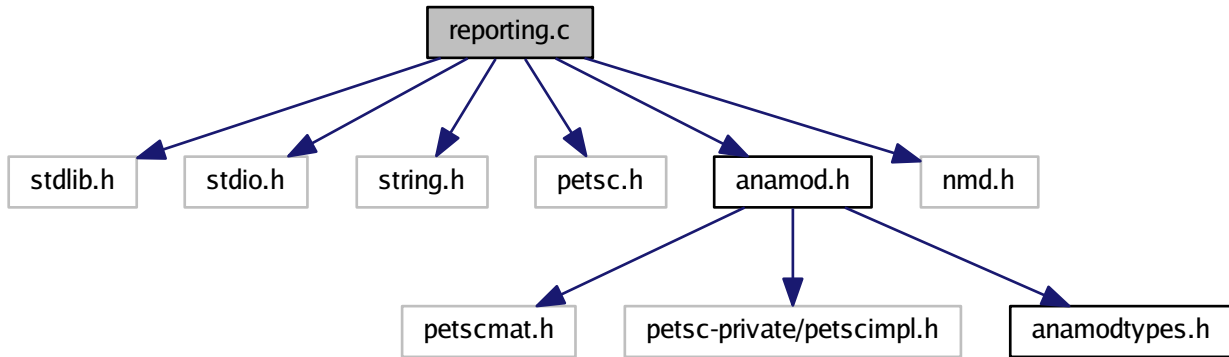 reporting.c
stdlib.h
stdio.h
string.h
petsc.h
anamod.h
nmd.h
petscmat.h
petsc-private/petscimpl.h
anamodtypes.h